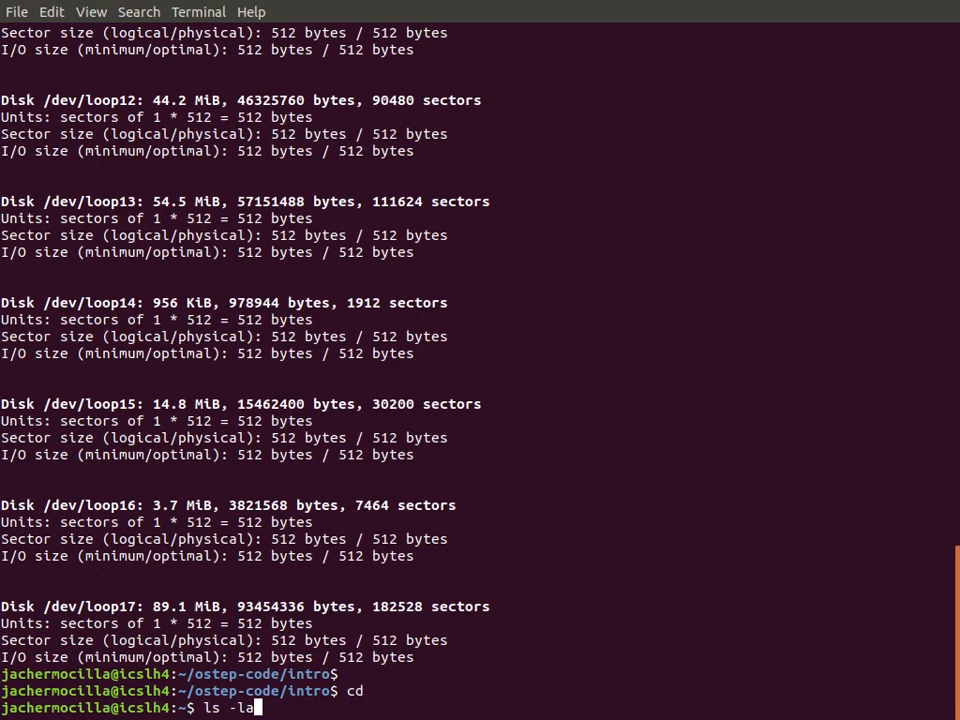 File Edit View Search Terminal Help
Sector size (logical/physical): 512 bytes / 512 bytes
I/O size (minimum/optimal): 512 bytes / 512 bytes
Disk /dev/loop12: 44.2 MiB, 46325760 bytes, 90480 sectors
Units: sectors of 1 * 512 = 512 bytes
Sector size (logical/physical): 512 bytes / 512 bytes
I/O size (minimum/optimal): 512 bytes / 512 bytes
Disk /dev/loop13: 54.5 MiB, 57151488 bytes, 111624 sectors
Units: sectors of 1 * 512 = 512 bytes
Sector size (logical/physical): 512 bytes / 512 bytes
I/O size (minimum/optimal): 512 bytes / 512 bytes
Disk /dev/loop14: 956 KiB, 978944 bytes, 1912 sectors
Units: sectors of 1 * 512 = 512 bytes
Sector size (logical/physical): 512 bytes / 512 bytes
I/O size (minimum/optimal): 512 bytes / 512 bytes
Disk /dev/loop15: 14.8 MiB, 15462400 bytes, 30200 sectors
Units: sectors of 1 * 512 = 512 bytes
Sector size (logical/physical): 512 bytes / 512 bytes
I/O size (minimum/optimal): 512 bytes / 512 bytes
Disk /dev/loop16: 3.7 MiB, 3821568 bytes, 7464 sectors
Units: sectors of 1 * 512 = 512 bytes
Sector size (logical/physical): 512 bytes / 512 bytes
I/O size (minimum/optimal): 512 bytes / 512 bytes
Disk /dev/loop17: 89.1 MiB, 93454336 bytes, 182528 sectors
Units: sectors of 1 * 512 = 512 bytes
Sector size (logical/physical): 512 bytes / 512 bytes
I/O size (minimum/optimal): 512 bytes / 512 bytes
jachermocilla@icslh4:~/ostep-code/intro$
jachermocilla@icslh4:~/ostep-code/intro$ cd
jachermocilla@icslh4:~$ ls -la